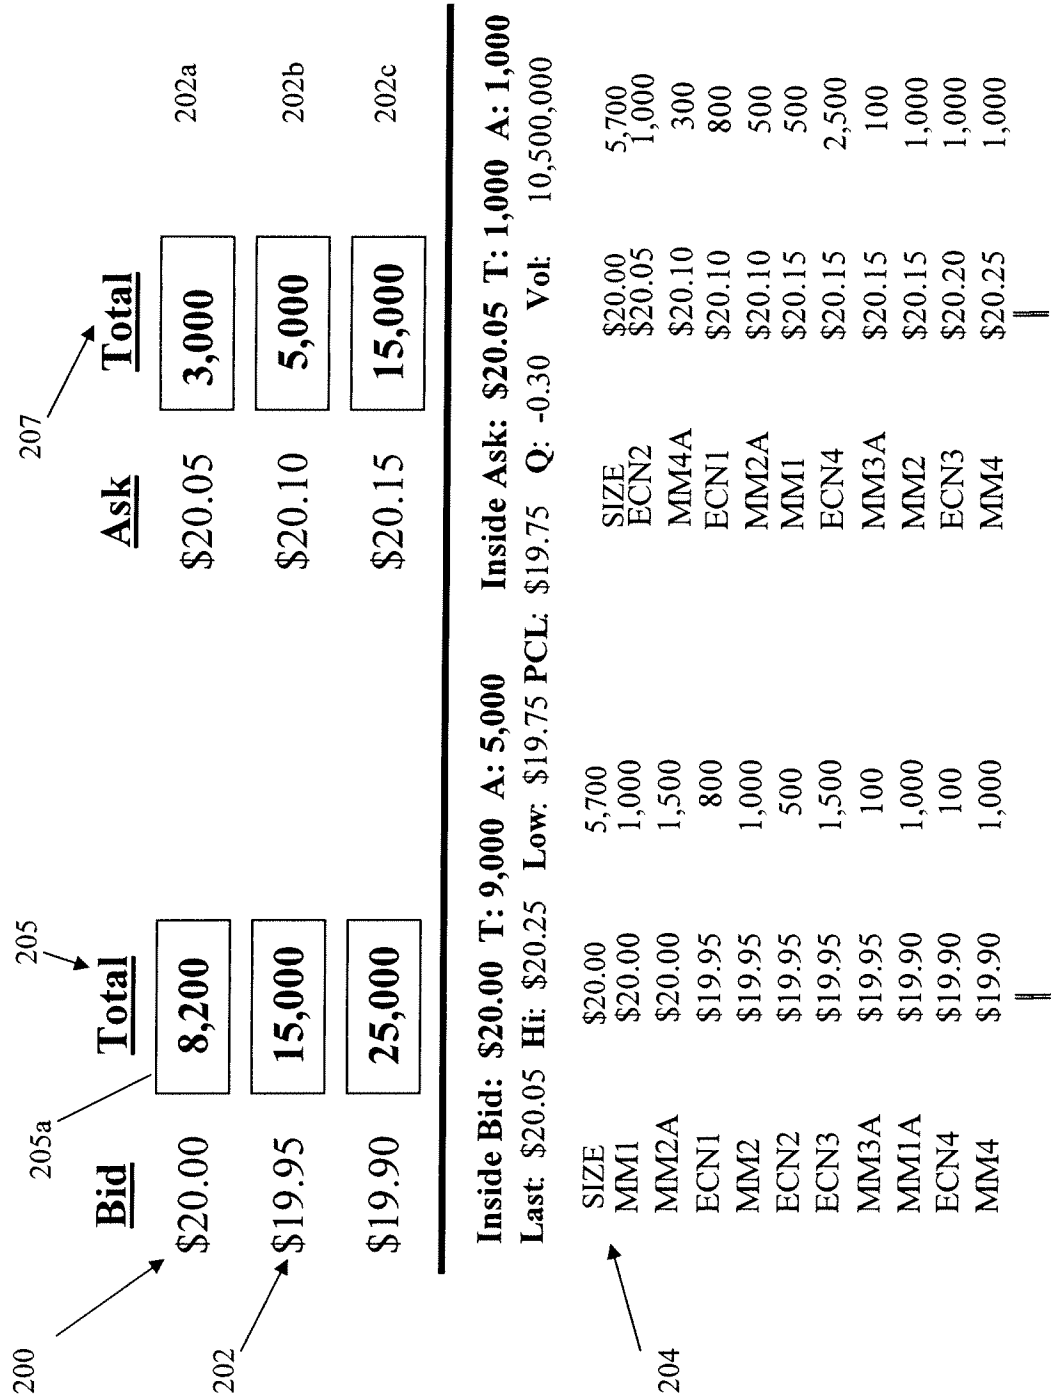 200
205
207
205a
Bid Total Ask Total
$20.00 8,200 $20.05 3,000 202a
202
$19.95 15,000 $20.10 5,000 202b
$19.90 25,000 $20.15 15,000 202c
Inside Bid: $20.00 T: 9,000 A: 5,000 Inside Ask: $20.05 T: 1,000 A: 1,000
Last: $20.05 Hi: $20.25 Low: $19.75 PCL: $19.75 Q: -0.30 Vol: 10,500,000
204
SIZE $20.00 5,700 SIZE $20.00 5,700
MM1 $20.00 1,000 ECN2 $20.05 1,000
MM2A $20.00 1,500 MM4A $20.10 300
ECN1 $19.95 800 ECN1 $20.10 800
MM2 $19.95 1,000 MM2A $20.10 500
ECN2 $19.95 500 MM1 $20.15 500
ECN3 $19.95 1,500 ECN4 $20.15 2,500
MM3A $19.95 100 MM3A $20.15 100
MM1A $19.90 1,000 MM2 $20.15 1,000
ECN4 $19.90 100 ECN3 $20.20 1,000
MM4 $19.90 1,000 MM4 $20.25 1,000